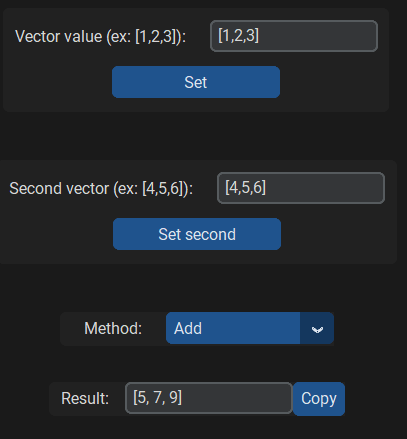 Vector value (ex: [1,2,3]): [1,2,3]
Set
Second vector (ex: [4,5,6]): [4,5,6]
Set second
Method: Add
Result: [5, 7, 9] Copy